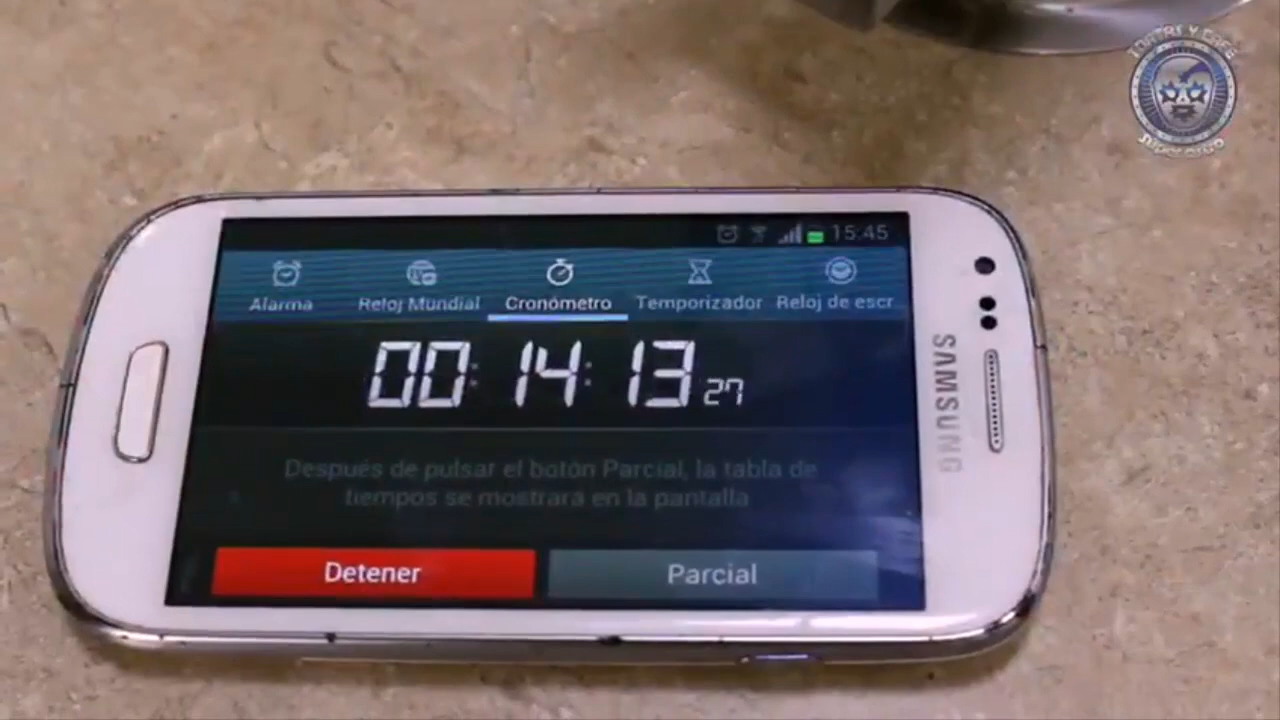 15:45
Alarma Reloj Mundial Cronómetro Temporizador Reloj de escr
00:14:13 27
Después de pulsar el botón Parcial, la tabla de
tiempos se mostrará en la pantalla
Detener Parcial
SAMSUNG